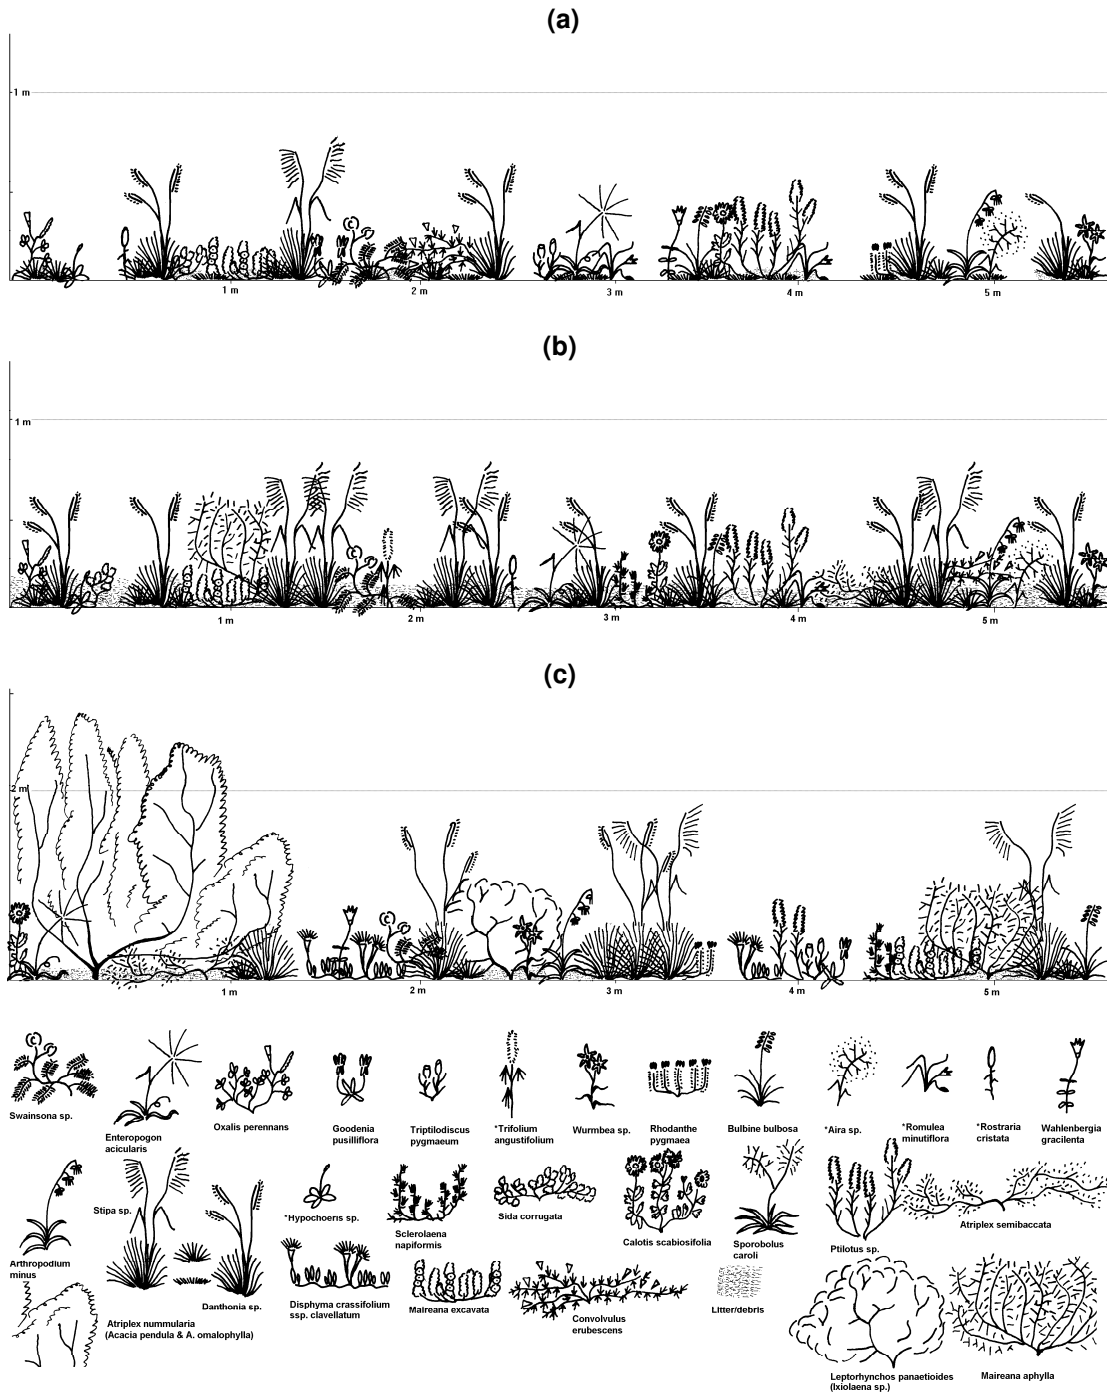 (a)
1 m
1 m
2 m
3 m
4 m
5 m
(b)
1 m
1 m
2 m
3 m
4 m
5 m
(c)
2 m
1 m
2 m
3 m
4 m
5 m
Swainsona sp.
Enteropogon
acicularis
Oxalis perennans
Goodenia
pusilliflora
Triptilodiscus
pygmaeum
*Trifolium
angustifolium
Wurmbea sp.
Rhodanthe
pygmaea
Bulbine bulbosa
*Aira sp.
*Romulea
minutiflora
*Rostraria
cristata
Wahlenbergia
gracilenta
Arthropodium
minus
Stipa sp.
Danthonia sp.
*Hypochoeris sp.
Sclerolaena
napiformis
Sida corrugata
Calotis scabiosifolia
Sporobolus
caroli
Ptilotus sp.
Atriplex semibaccata
Atriplex nummularia
(Acacia pendula & A. omalophylla)
Disphyma crassifolium
ssp. clavellatum
Maireana excavata
Convolvulus
erubescens
Litter/debris
Leptorhynchos panaetioides
(Ixiolaena sp.)
Maireana aphylla